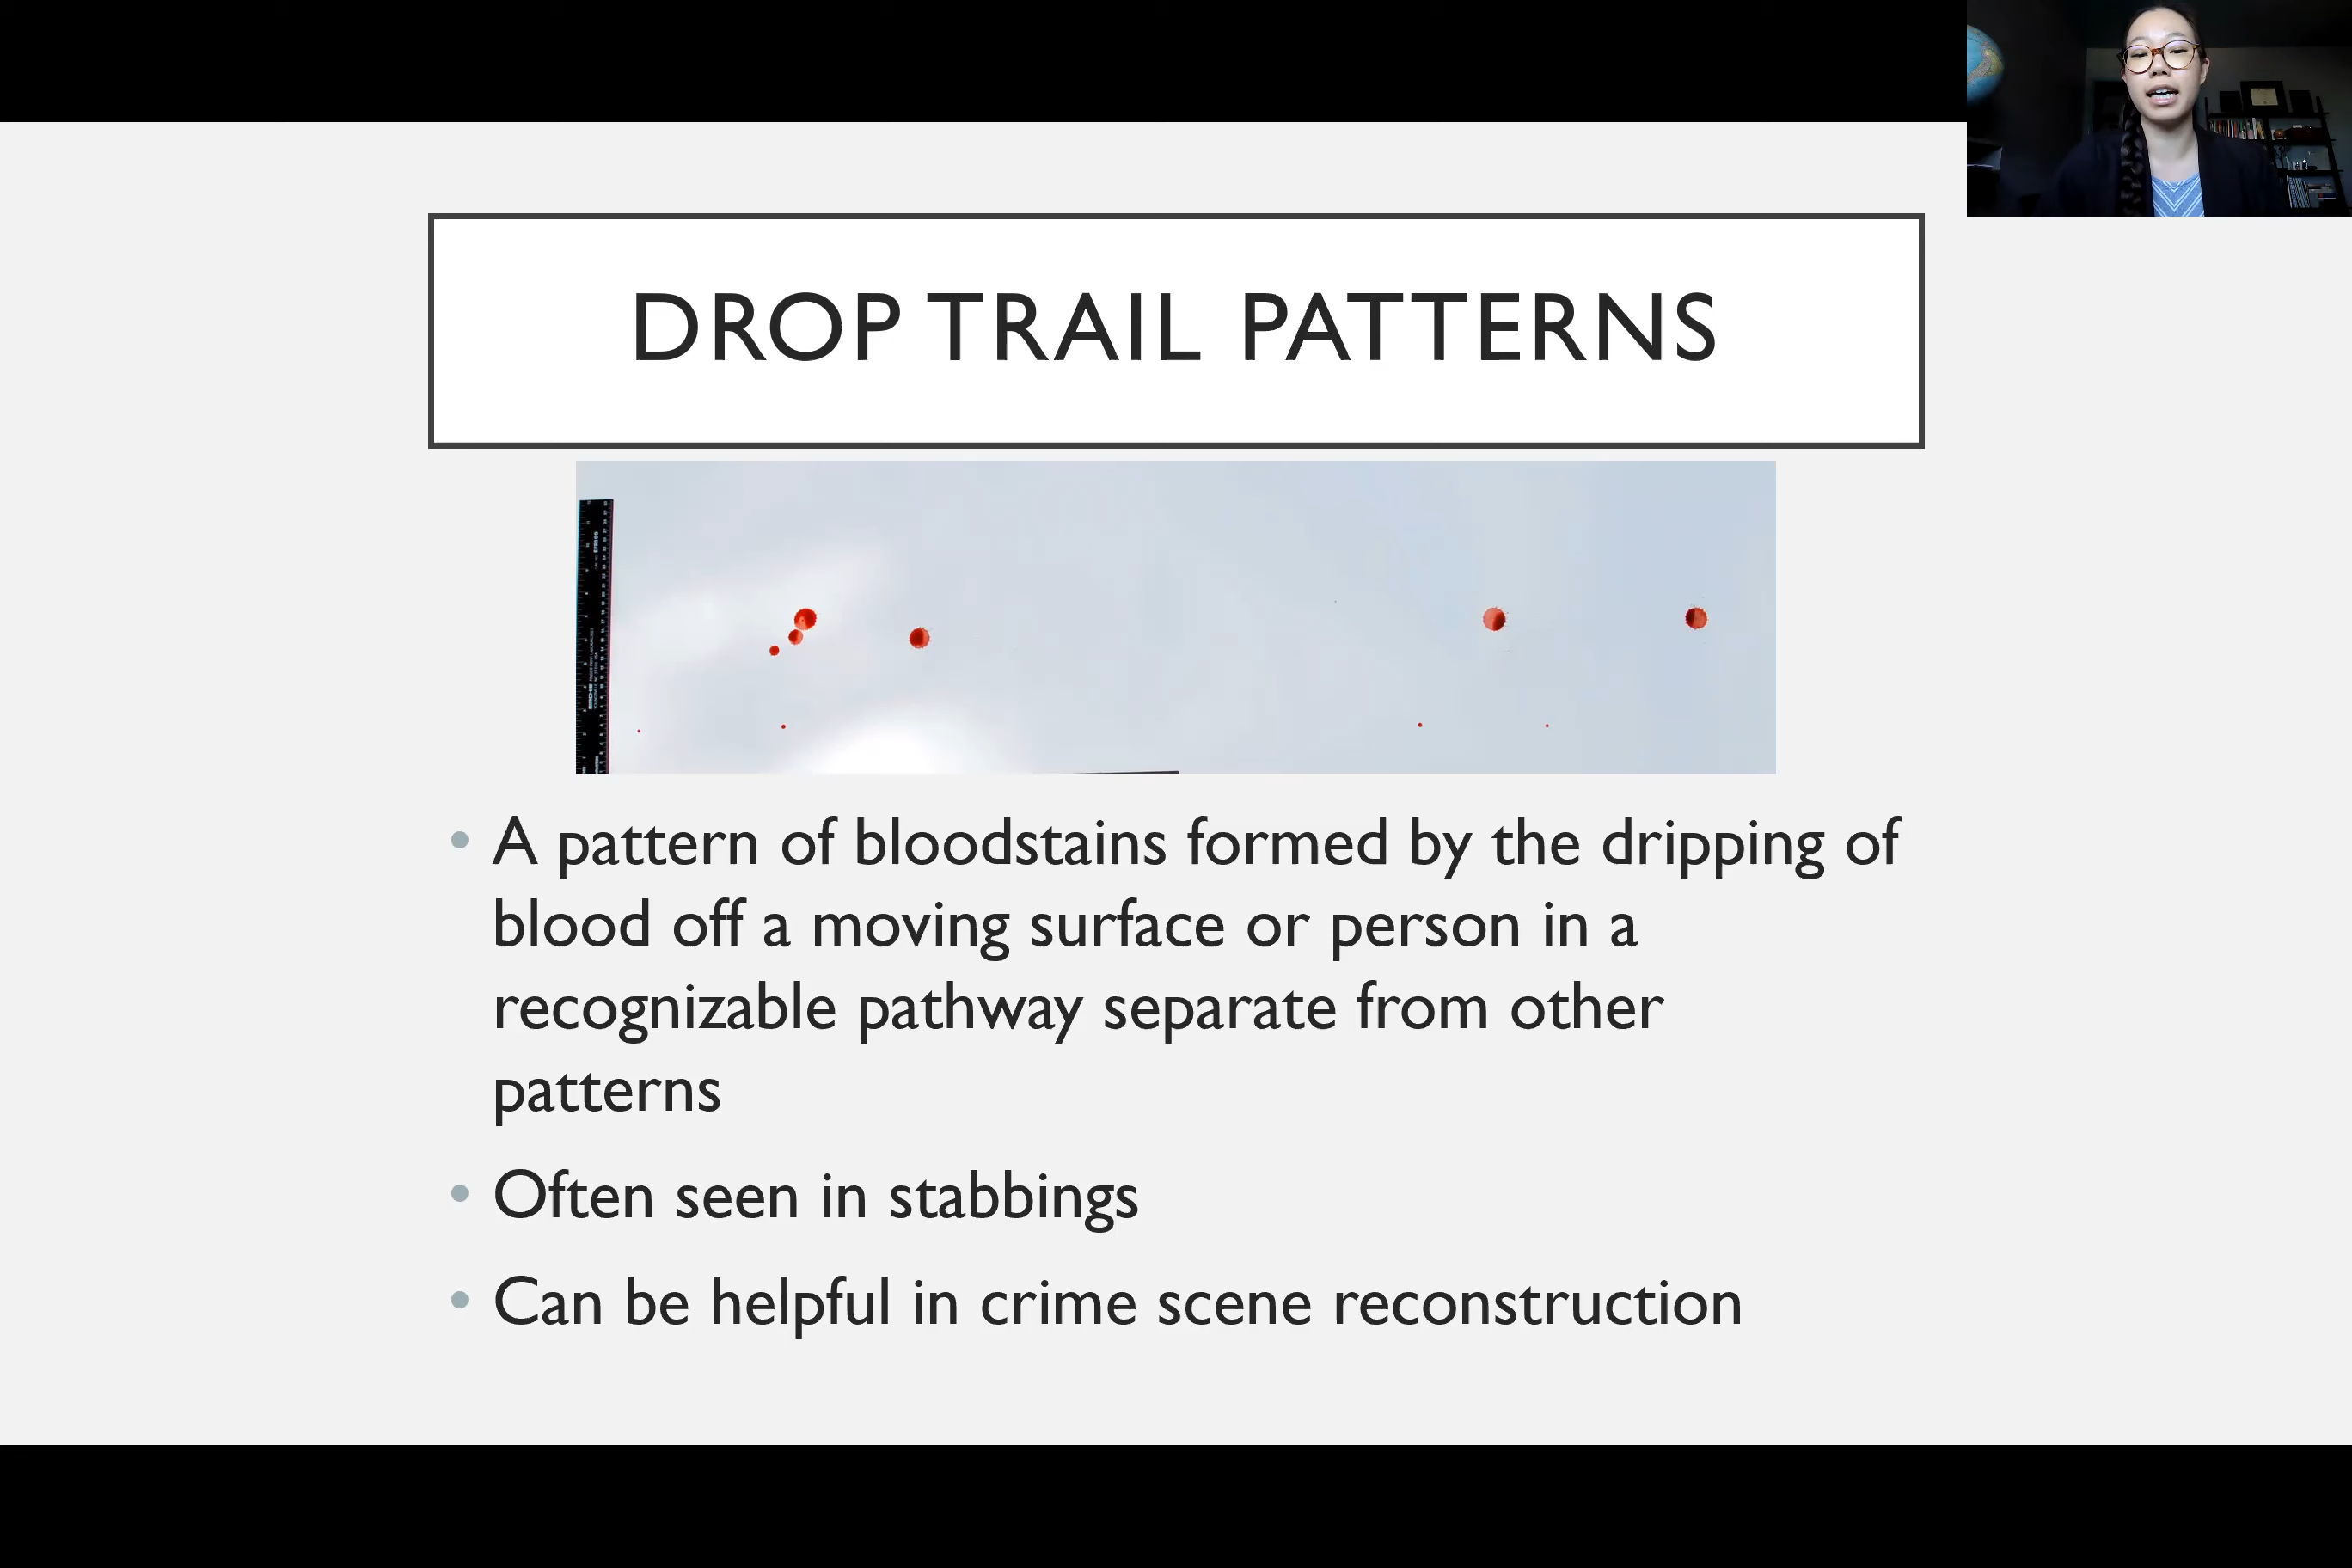 DROP TRAIL PATTERNS
• A pattern of bloodstains formed by the dripping of
blood off a moving surface or person in a
recognizable pathway separate from other
patterns
• Often seen in stabbings
• Can be helpful in crime scene reconstruction